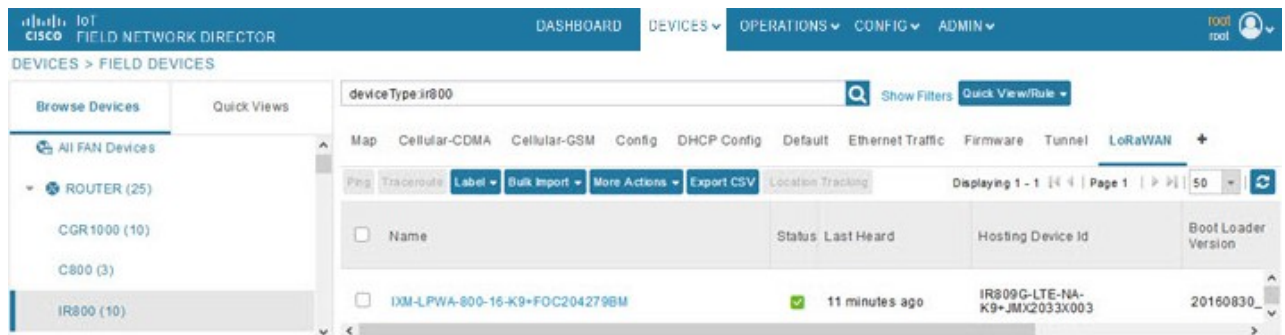 cisco IoT
FIELD NETWORK DIRECTOR
DASHBOARD DEVICES OPERATIONS CONFIG ADMIN
root
root
DEVICES > FIELD DEVICES
Browse Devices Quick Views
All FAN Devices
ROUTER (25)
CGR1000 (10)
C800 (3)
IR800 (10)
deviceType:ir800 Show Filters Quick View/Rule
Map Cellular-CDMA Cellular-GSM Config DHCP Config Default Ethernet Traffic Firmware Tunnel LoRaWAN +
Ping Traceroute Label Bulk Import More Actions Export CSV Location Tracking Displaying 1 - 1 Page 1 50
Name Status Last Heard Hosting Device Id Boot Loader Version
IXM-LPWA-800-16-K9+FOC204279BM 11 minutes ago IR809G-LTE-NA-K9+JMX2033X003 20160830_